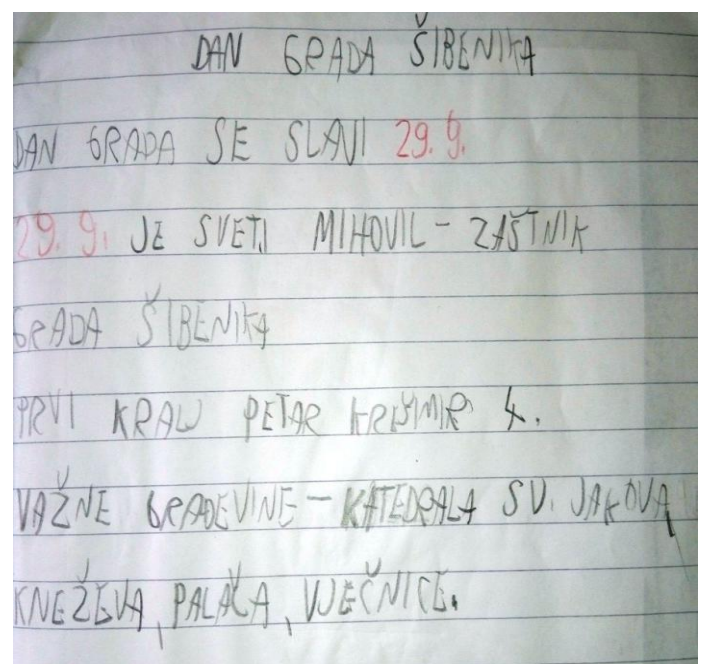 DAN GRADA ŠIBENIKA
DAN GRADA SE SLAVI 29. 9.
29. 9. JE SVETI MIHOVIL - ZAŠTNIK
GRADA ŠIBENIKA
PRVI KRALJ PETAR KREŠIMIR 4.
VAŽNE GRAĐEVINE - KATEDRALA SV. JAKOVA,
KNEŽEVA, PALAČA, VJEĆNICE.